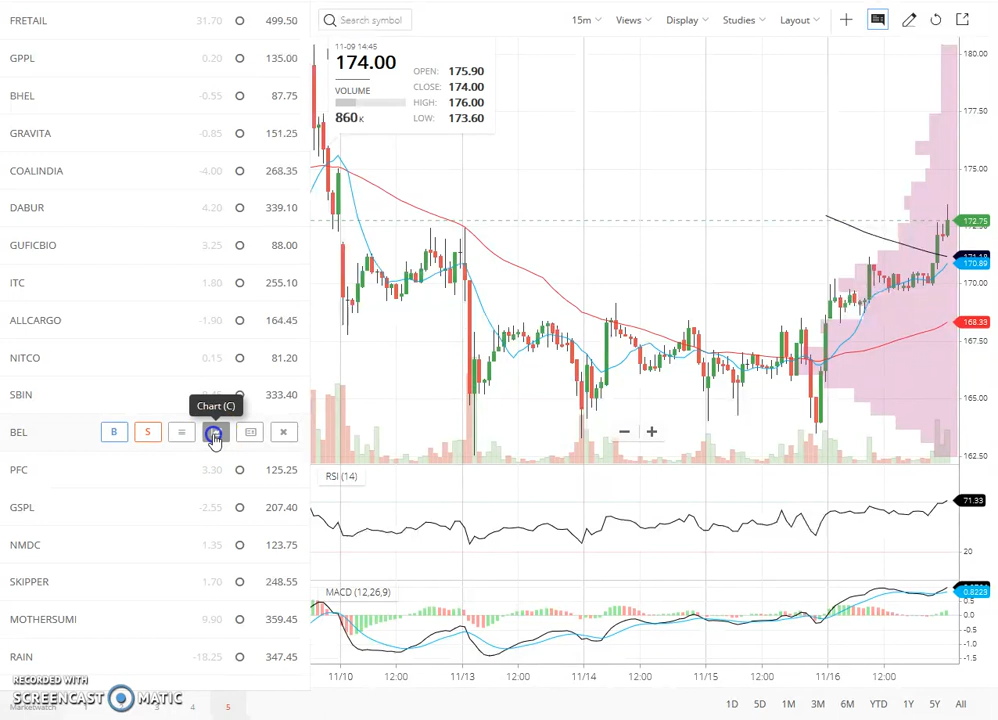 FRETAIL 31.70 499.50
GPPL 0.20 135.00
BHEL -0.55 87.75
GRAVITA -0.85 151.25
COALINDIA -4.00 268.35
DABUR 4.20 339.10
GUFICBIO 3.25 88.00
ITC 1.80 255.10
ALLCARGO -1.90 164.45
NITCO 0.15 81.20
SBIN 333.40
Chart (C)
BEL B S
PFC 3.30 125.25
GSPL -2.55 207.40
NMDC 1.35 123.75
SKIPPER 1.70 248.55
MOTHERSUMI 9.90 359.45
RAIN -18.25 347.45
RECORDED WITH
SCREENCAST MATIC
Marketwatch 3 4 5
Search symbol 15m Views Display Studies Layout
11-09 14:45
174.00
VOLUME
860K
OPEN: 175.90
CLOSE: 174.00
HIGH: 176.00
LOW: 173.60
180.00
177.50
175.00
172.75
170.89
170.00
168.33
167.50
165.00
162.50
RSI (14)
71.33
20
MACD (12,26,9)
0.8223
0.5
0.0
-0.5
-1.0
-1.5
11/10 12:00 11/13 12:00 11/14 12:00 11/15 12:00 11/16 12:00
1D 5D 1M 3M 6M YTD 1Y 5Y All